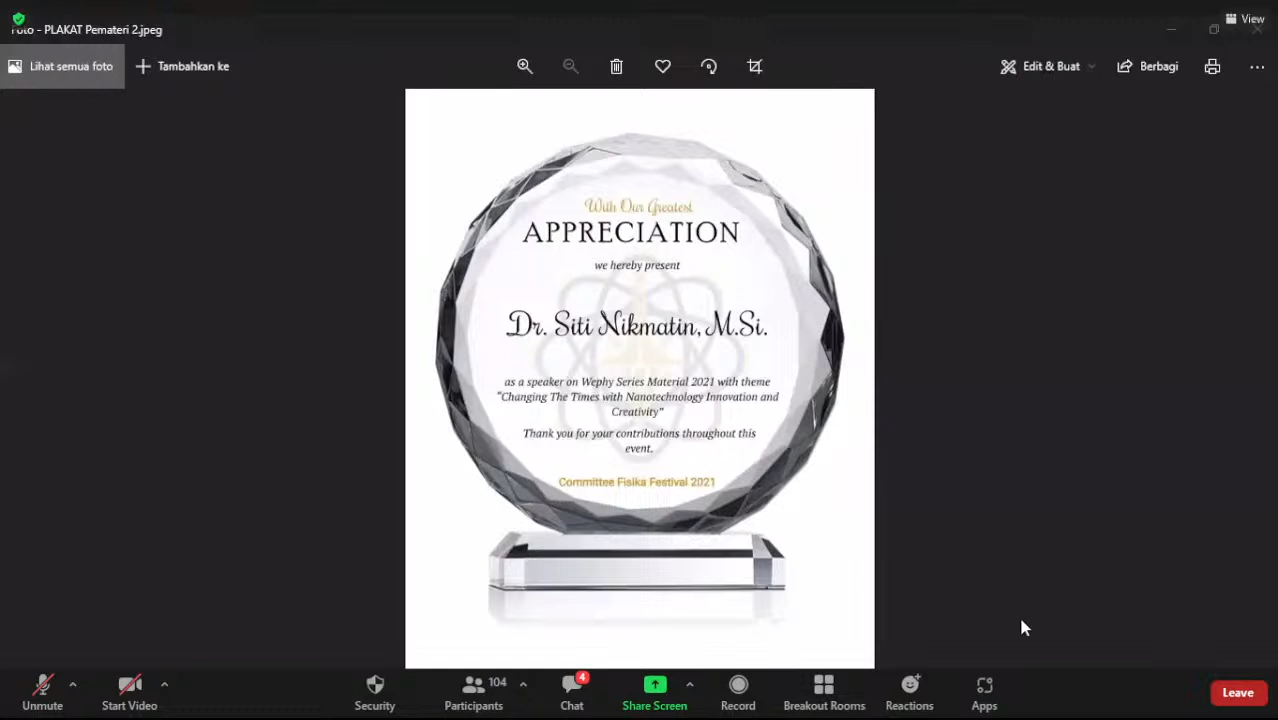 View
Foto - PLAKAT Pemateri 2.jpeg
Lihat semua foto
Tambahkan ke
Edit & Buat
Berbagi
With Our Greatest
APPRECIATION
we hereby present
Dr. Siti Nikmatin, M.Si.
as a speaker on Wephy Series Material 2021 with theme
"Changing The Times with Nanotechnology Innovation and
Creativity"
Thank you for your contributions throughout this
event.
Committee Fisika Festival 2021
Unmute
Start Video
Security
Participants
104
Chat
4
Share Screen
Record
Breakout Rooms
Reactions
Apps
Leave